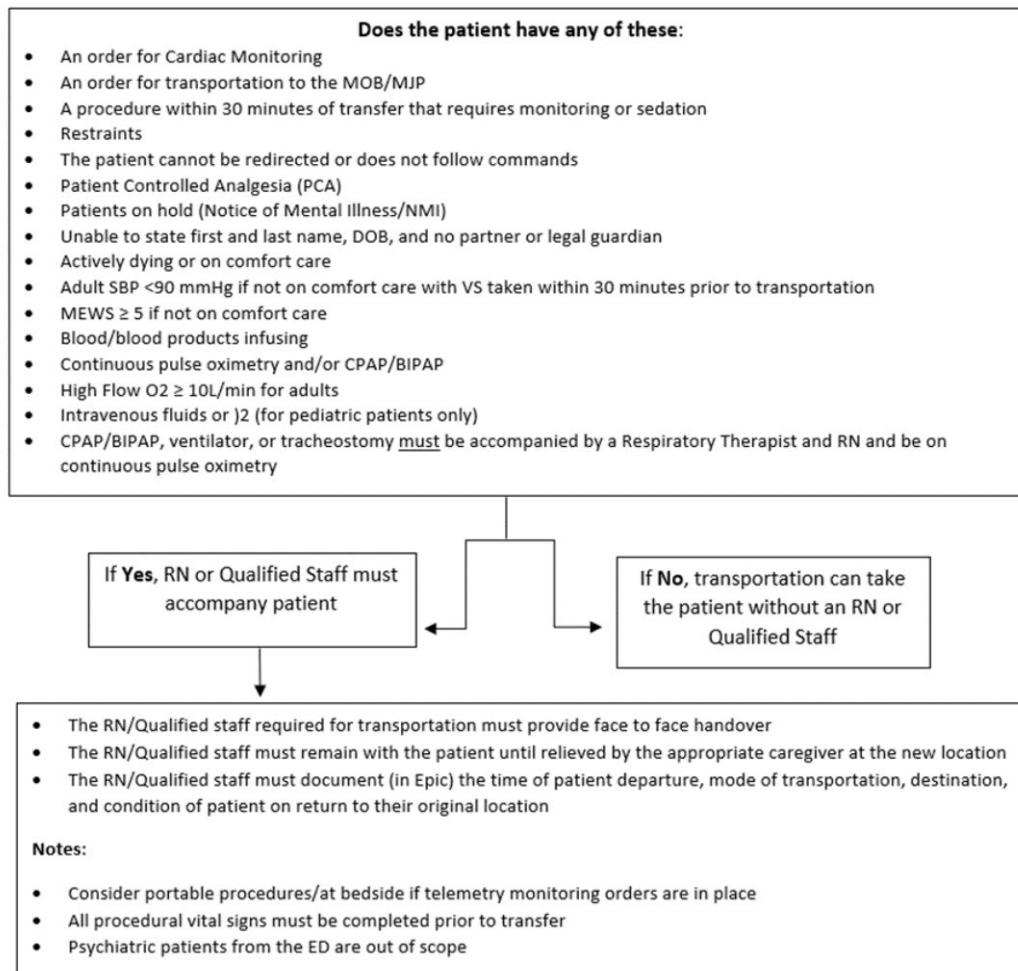 Does the patient have any of these:
• An order for Cardiac Monitoring
• An order for transportation to the MOB/MJP
• A procedure within 30 minutes of transfer that requires monitoring or sedation
• Restraints
• The patient cannot be redirected or does not follow commands
• Patient Controlled Analgesia (PCA)
• Patients on hold (Notice of Mental Illness/NMI)
• Unable to state first and last name, DOB, and no partner or legal guardian
• Actively dying or on comfort care
• Adult SBP <90 mmHg if not on comfort care with VS taken within 30 minutes prior to transportation
• MEWS ≥ 5 if not on comfort care
• Blood/blood products infusing
• Continuous pulse oximetry and/or CPAP/BIPAP
• High Flow O2 ≥ 10L/min for adults
• Intravenous fluids or )2 (for pediatric patients only)
• CPAP/BIPAP, ventilator, or tracheostomy must be accompanied by a Respiratory Therapist and RN and be on
continuous pulse oximetry
If Yes, RN or Qualified Staff must
accompany patient
If No, transportation can take
the patient without an RN or
Qualified Staff
• The RN/Qualified staff required for transportation must provide face to face handover
• The RN/Qualified staff must remain with the patient until relieved by the appropriate caregiver at the new location
• The RN/Qualified staff must document (in Epic) the time of patient departure, mode of transportation, destination,
and condition of patient on return to their original location
Notes:
• Consider portable procedures/at bedside if telemetry monitoring orders are in place
• All procedural vital signs must be completed prior to transfer
• Psychiatric patients from the ED are out of scope